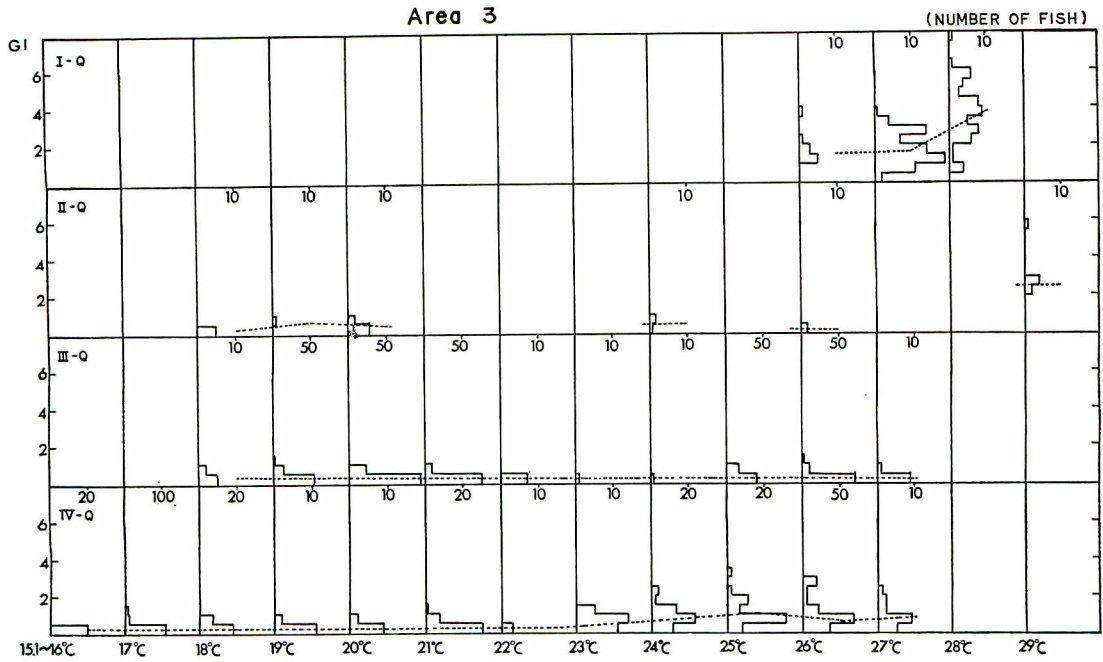 Area 3
(NUMBER OF FISH)
GI
10 10 10
I-Q
6
4
2
10 10 10 10 10 10
II-Q
6
4
2
10 50 50 50 10 10 10 50 50 10
III-Q
6
4
2
20 100 20 10 10 20 10 10 20 20 50 10
IV-Q
6
4
2
15.1~16°C 17°C 18°C 19°C 20°C 21°C 22°C 23°C 24°C 25°C 26°C 27°C 28°C 29°C